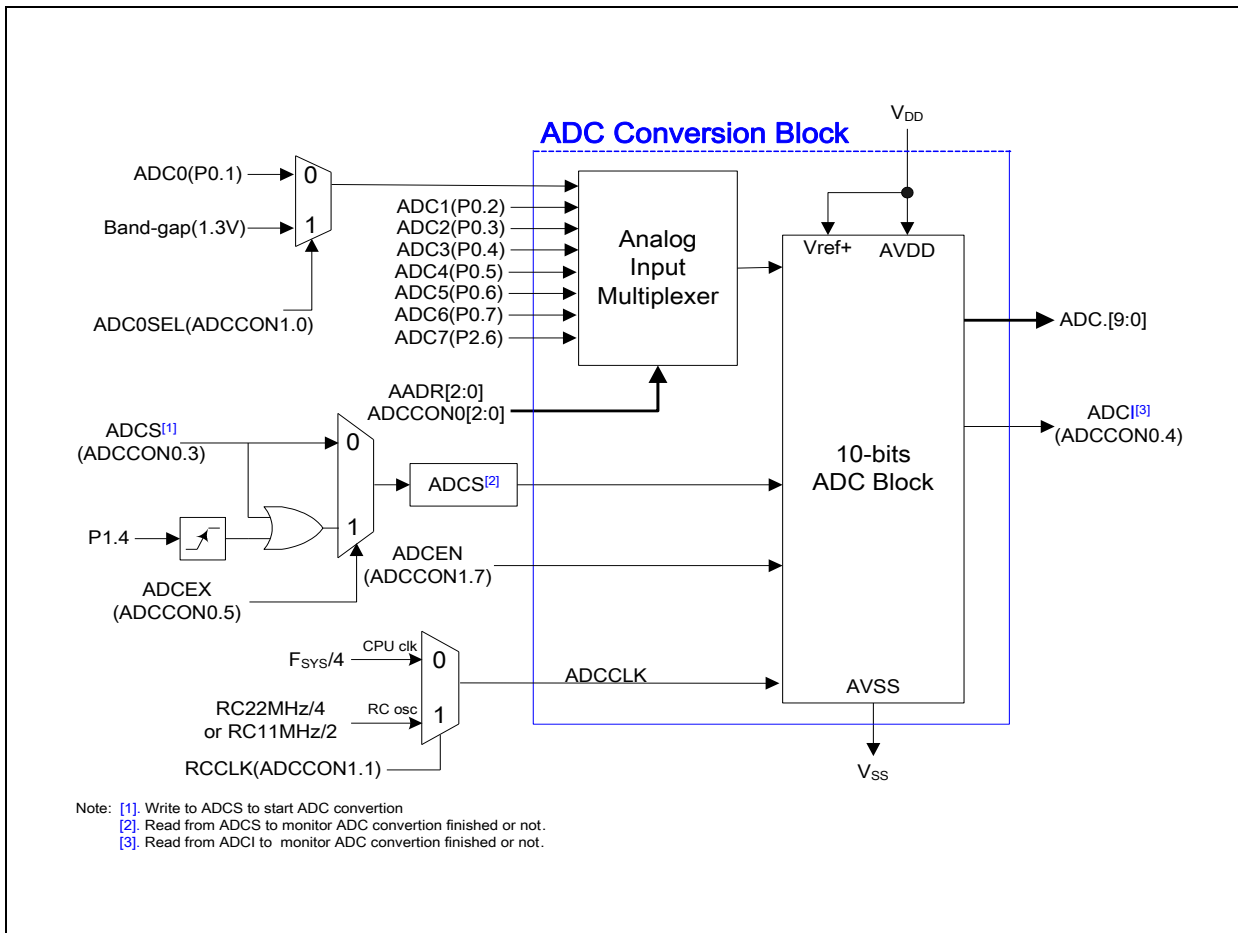 V_DD
ADC Conversion Block
ADC0(P0.1)
0
Band-gap(1.3V)
1
ADC0SEL(ADCCON1.0)
ADC1(P0.2)
ADC2(P0.3)
ADC3(P0.4)
ADC4(P0.5)
ADC5(P0.6)
ADC6(P0.7)
ADC7(P2.6)
Analog
Input
Multiplexer
AADR[2:0]
ADCCON0[2:0]
Vref+ AVDD
ADC.[9:0]
ADCI[3]
(ADCCON0.4)
10-bits
ADC Block
ADCS[1]
(ADCCON0.3)
0
1
ADCS[2]
P1.4
ADCEX
(ADCCON0.5)
ADCEN
(ADCCON1.7)
F_SYS/4
CPU clk
0
RC22MHz/4
or RC11MHz/2
RC osc
1
RCCLK(ADCCON1.1)
ADCCLK
AVSS
V_SS
Note: [1]. Write to ADCS to start ADC convertion
[2]. Read from ADCS to monitor ADC convertion finished or not.
[3]. Read from ADCI to monitor ADC convertion finished or not.